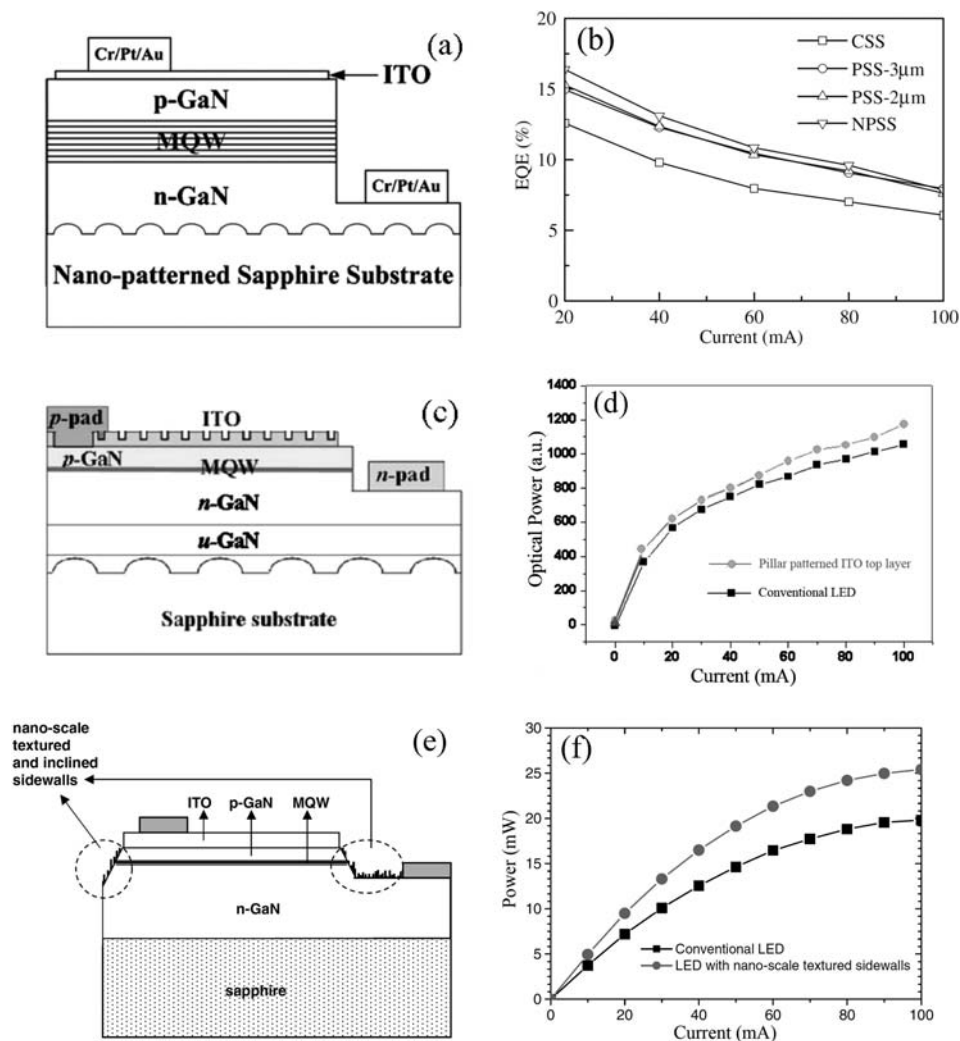 (a)
Cr/Pt/Au
ITO
p-GaN
MQW
Cr/Pt/Au
n-GaN
Nano-patterned Sapphire Substrate
(b)
CSS
PSS-3μm
PSS-2μm
NPSS
20
15
10
5
0
EQE (%)
20 40 60 80 100
Current (mA)
(c)
p-pad
ITO
p-GaN
MQW
n-pad
n-GaN
u-GaN
Sapphire substrate
(d)
1400
1200
1000
800
600
400
200
0
Optical Power (a.u.)
Pillar patterned ITO top layer
Conventional LED
0 20 40 60 80 100
Current (mA)
(e)
nano-scale
textured
and inclined
sidewalls
ITO p-GaN MQW
n-GaN
sapphire
(f)
30
25
20
15
10
5
0
Power (mW)
Conventional LED
LED with nano-scale textured sidewalls
0 20 40 60 80 100
Current (mA)